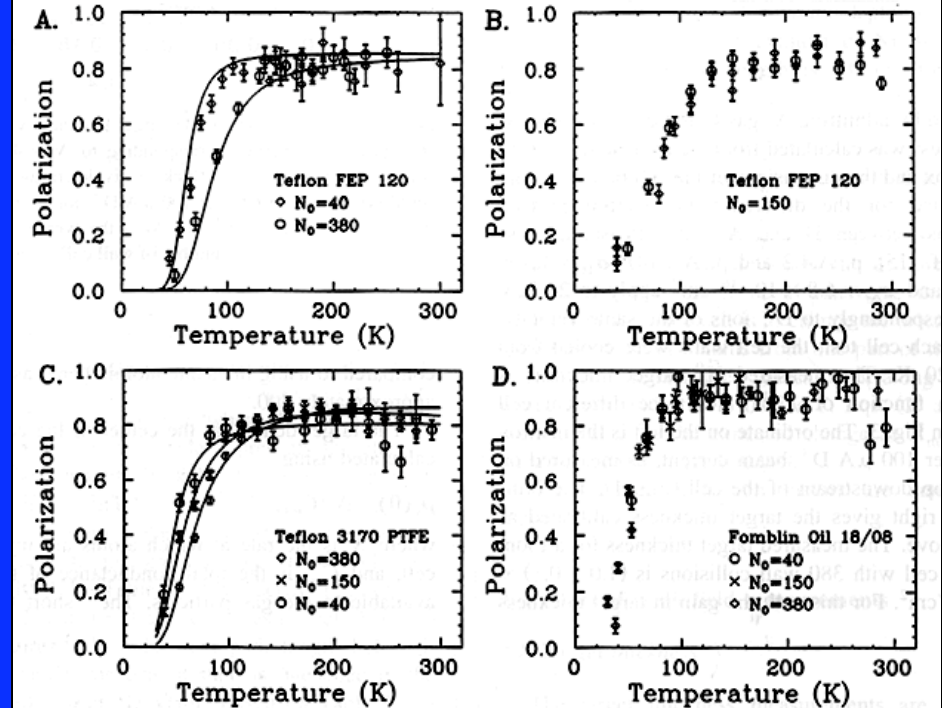 A.
1.0
0.8
0.6
0.4
0.2
0.0
Polarization
Teflon FEP 120
◇ N₀=40
○ N₀=380
0 100 200 300
Temperature (K)
B.
1.0
0.8
0.6
0.4
0.2
0.0
Polarization
Teflon FEP 120
N₀=150
0 100 200 300
Temperature (K)
C.
1.0
0.8
0.6
0.4
0.2
0.0
Polarization
Teflon 3170 PTFE
◇ N₀=380
× N₀=150
○ N₀=40
0 100 200 300
Temperature (K)
D.
1.0
0.8
0.6
0.4
0.2
0.0
Polarization
Fomblin Oil 18/08
○ N₀=40
× N₀=150
◇ N₀=380
0 100 200 300
Temperature (K)